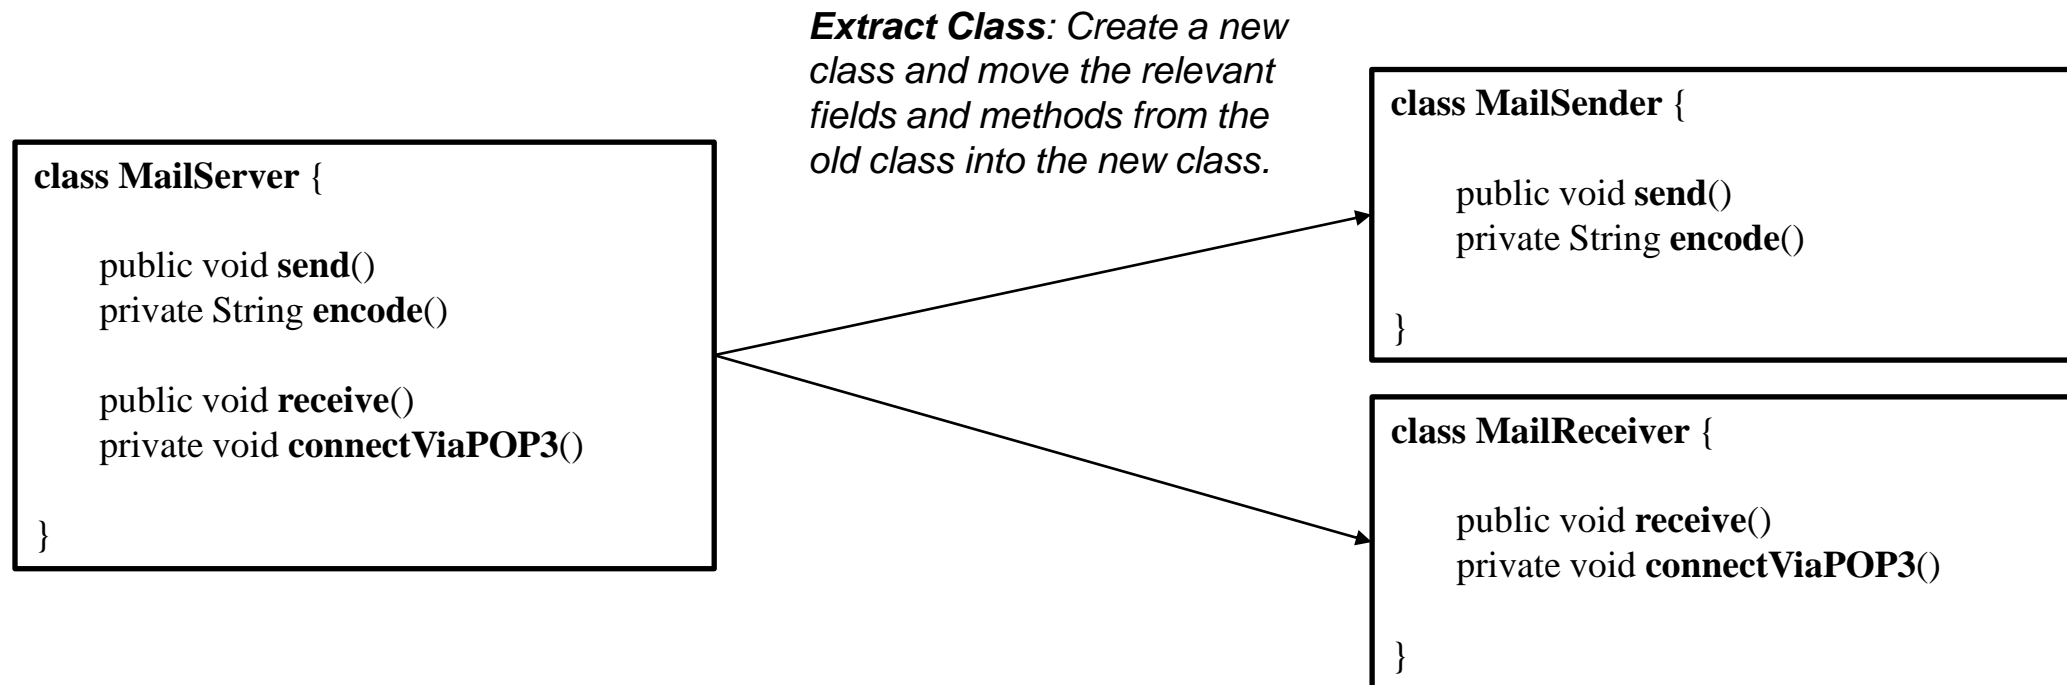 Extract Class: Create a new
class and move the relevant
fields and methods from the
old class into the new class.
class MailServer {
public void send()
private String encode()
public void receive()
private void connectViaPOP3()
}
class MailSender {
public void send()
private String encode()
}
class MailReceiver {
public void receive()
private void connectViaPOP3()
}